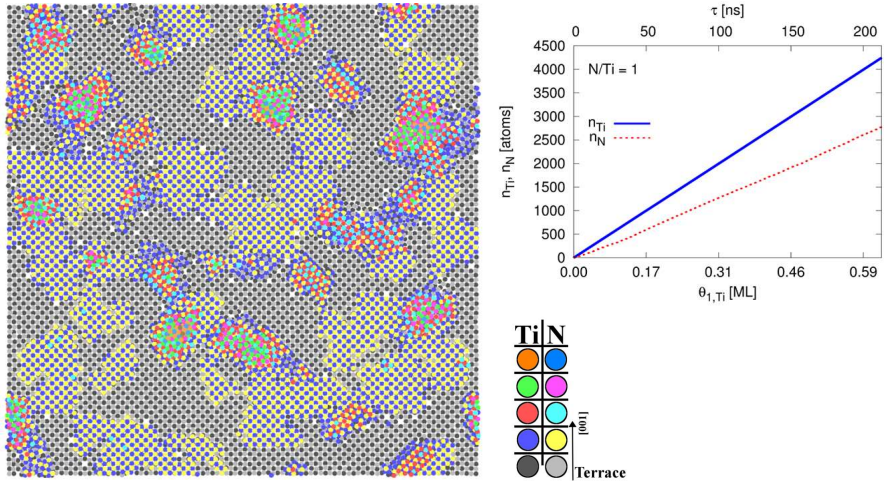 τ [ns]
0 50 100 150 200
4500
4000
3500
3000
2500
2000
1500
1000
500
0
N/Ti = 1
n_Ti
n_N
n_Ti, n_N [atoms]
0.00 0.17 0.31 0.46 0.59
θ_1,Ti [ML]
Ti N
[001]
Terrace